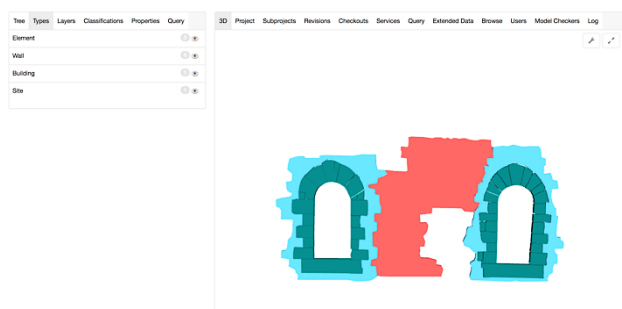 Tree Types Layers Classifications Properties Query
3D Project Subprojects Revisions Checkouts Services Query Extended Data Browse Users Model Checkers Log
Element
Wall
Building
Site